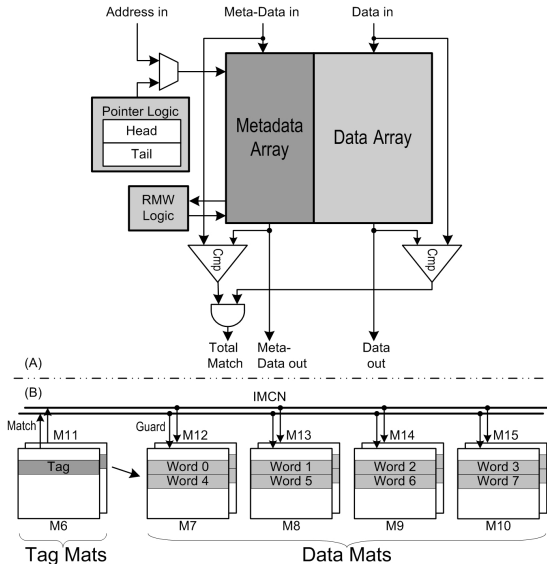 Address in
Meta-Data in
Data in
Pointer Logic
Head
Tail
Metadata
Array
Data Array
RMW
Logic
Cmp
Cmp
Total
Match
Meta-
Data out
Data
out
(A)
(B)
IMCN
Match
M11
Guard
M12
M13
M14
M15
Tag
Word 0
Word 4
Word 1
Word 5
Word 2
Word 6
Word 3
Word 7
M6
M7
M8
M9
M10
Tag Mats
Data Mats